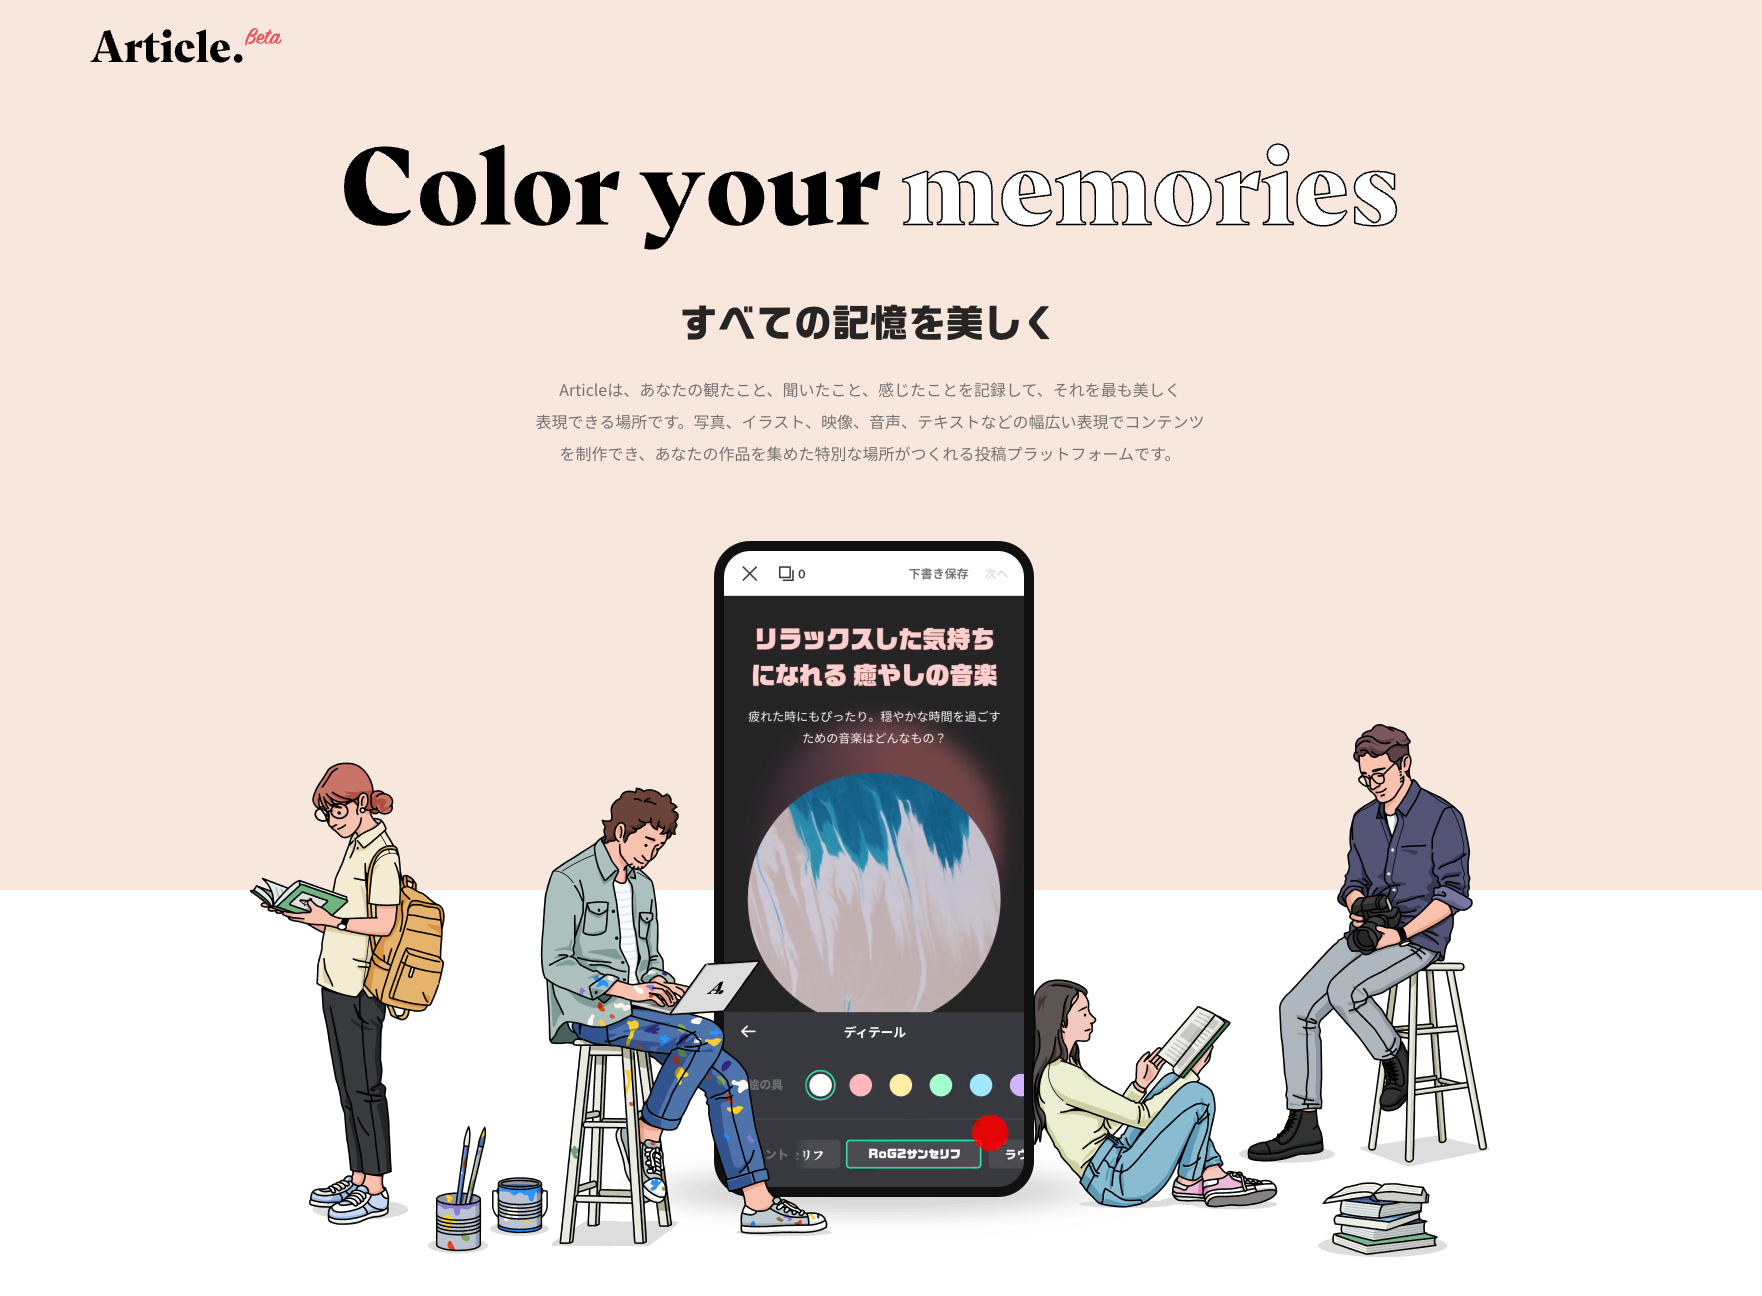 Article. Beta
Color your memories
すべての記憶を美しく
Articleは、あなたの観たこと、聞いたこと、感じたことを記録して、それを最も美しく
表現できる場所です。写真、イラスト、映像、音声、テキストなどの幅広い表現でコンテンツ
を制作でき、あなたの作品を集めた特別な場所がつくれる投稿プラットフォームです。
0 下書き保存 次へ
リラックスした気持ち
になれる 癒やしの音楽
疲れた時にもぴったり。穏やかな時間を過ごす
ための音楽はどんなもの？
A.
ディテール
絵の具
ント リフ RoG2サンセリフ ラウ